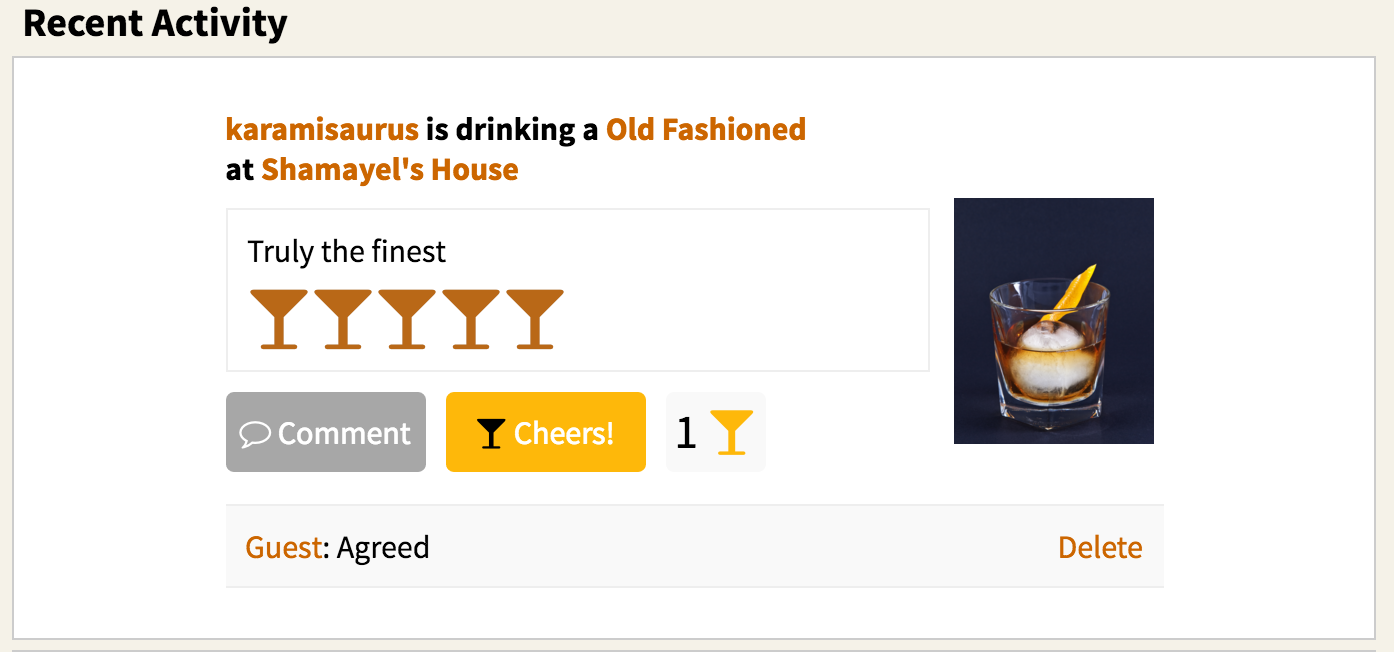 Recent Activity
karamisaurus is drinking a Old Fashioned
at Shamayel's House
Truly the finest
Comment
Cheers!
1
Guest: Agreed
Delete